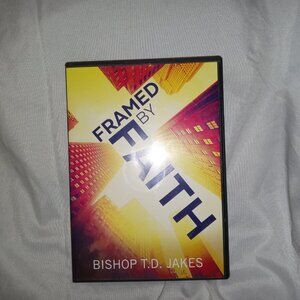 FRAMED
BY
FAITH
BISHOP T.D. JAKES